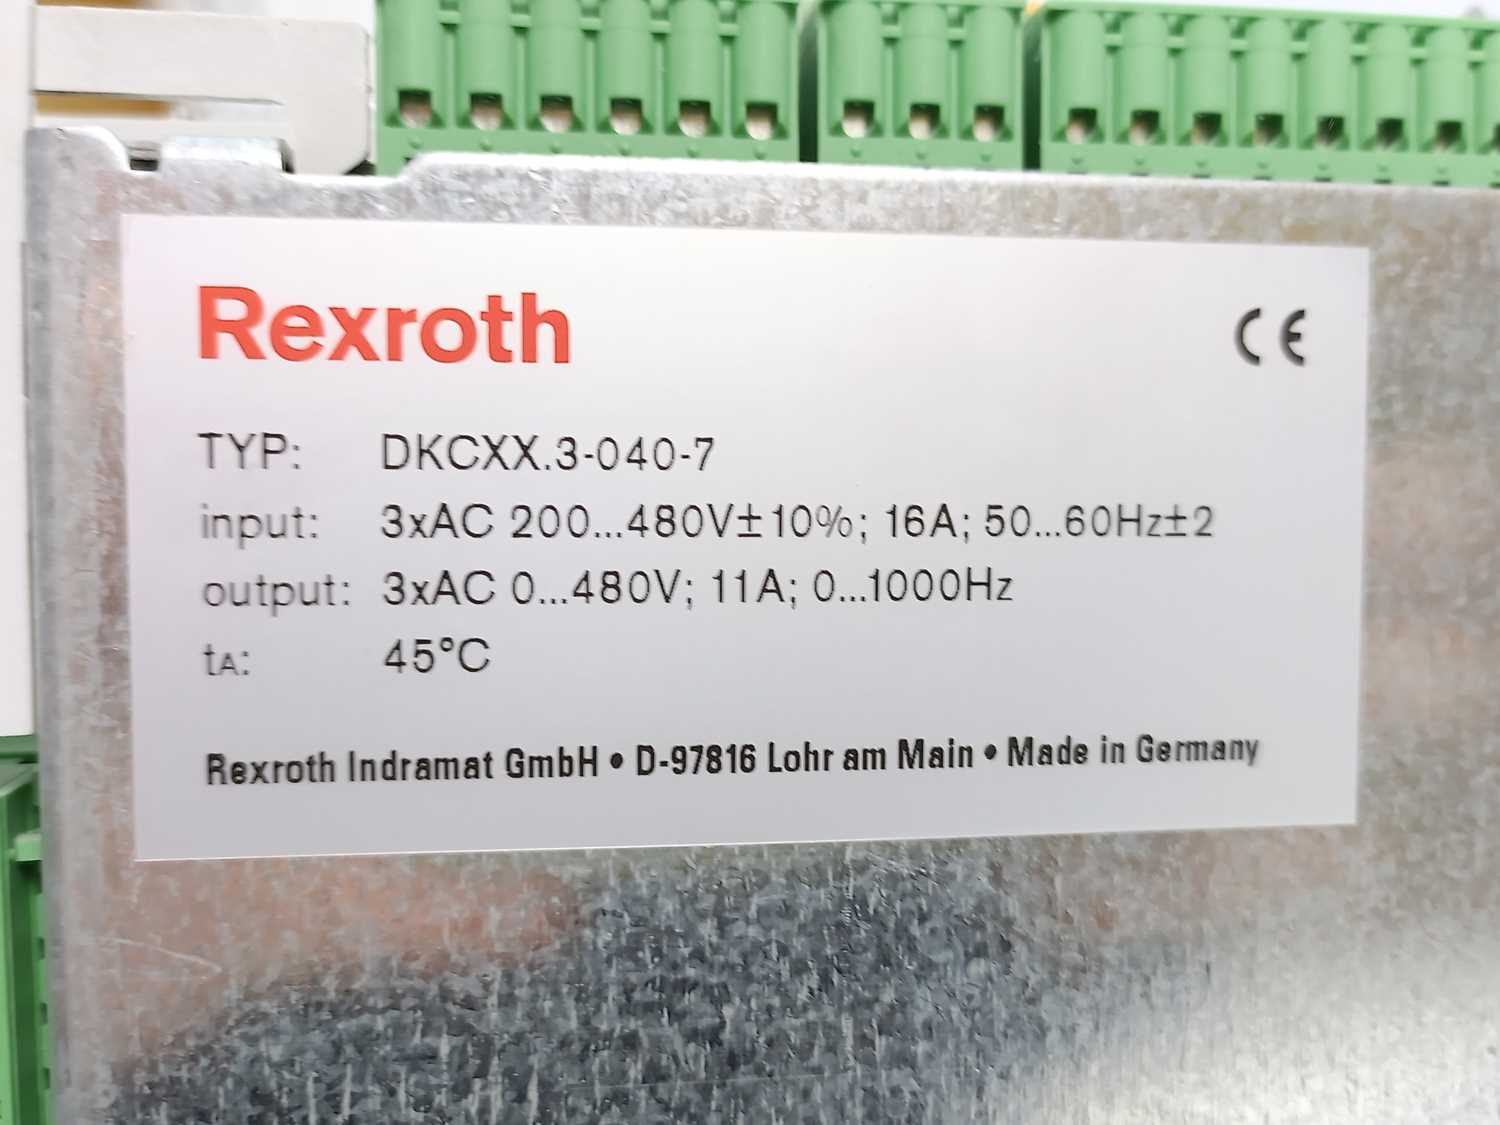 Rexroth
CE
TYP: DKCXX.3-040-7
input: 3xAC 200...480V±10%; 16A; 50...60Hz±2
output: 3xAC 0...480V; 11A; 0...1000Hz
tA: 45°C
Rexroth Indramat GmbH • D-97816 Lohr am Main • Made in Germany